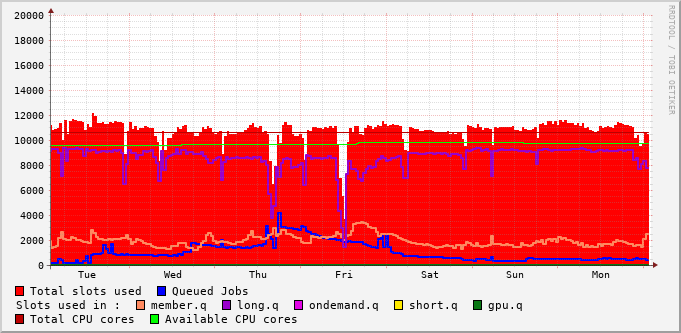 20000
18000
16000
14000
12000
10000
8000
6000
4000
2000
0
Tue Wed Thu Fri Sat Sun Mon
RRDTOOL / TOBI OETIKER
Total slots used Queued Jobs
Slots used in : member.q long.q ondemand.q short.q gpu.q
Total CPU cores Available CPU cores